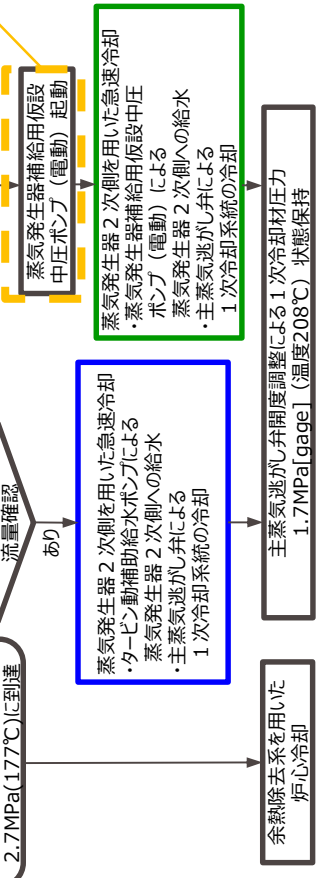 2.7MPa(177℃)に到達
余熱除去系を用いた
炉心冷却
流量確認
あり
蒸気発生器２次側を用いた急速冷却
・タービン動補助給水ポンプによる
蒸気発生器２次側への給水
・主蒸気逃がし弁による
１次冷却系統の冷却
蒸気発生器補給用仮設
中圧ポンプ（電動）起動
蒸気発生器２次側を用いた急速冷却
・蒸気発生器補給用仮設中圧
ポンプ（電動）による
蒸気発生器２次側への給水
・主蒸気逃がし弁による
１次冷却系統の冷却
主蒸気逃がし弁開度調整による１次冷却材圧力
1.7MPa[gage]（温度208℃）状態保持